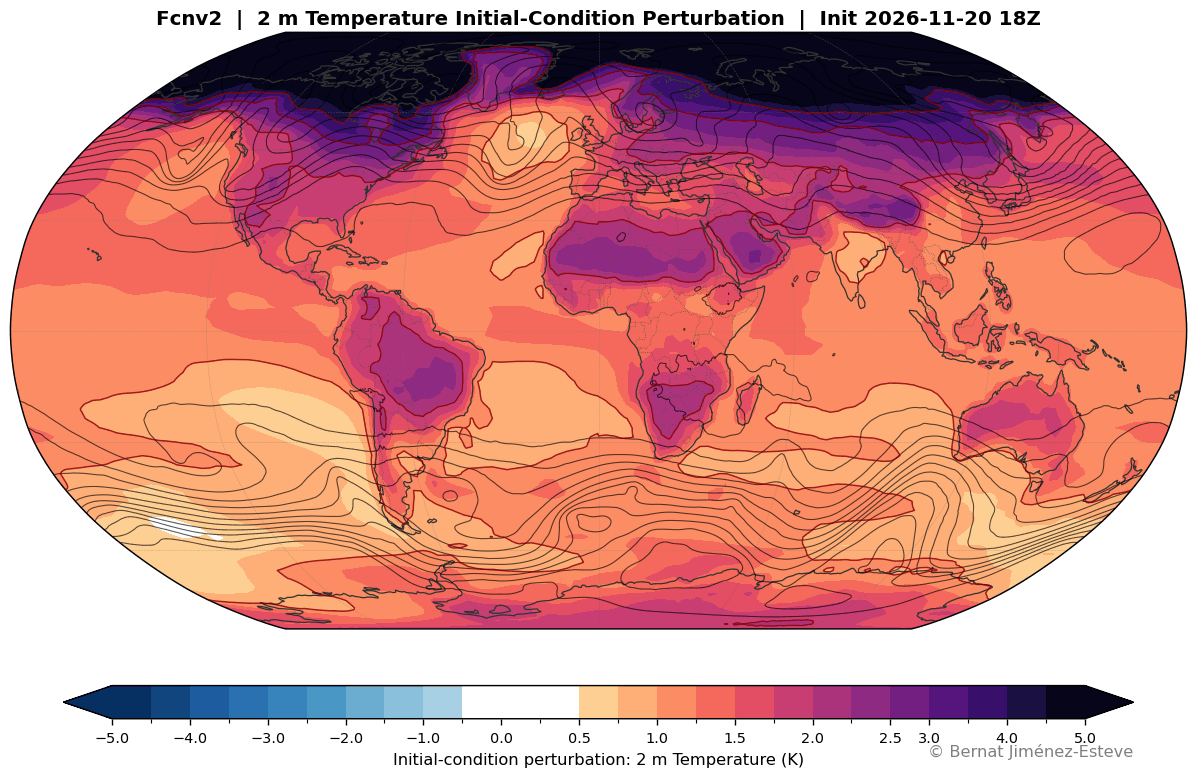 Fcnv2 | 2 m Temperature Initial-Condition Perturbation | Init 2026-11-20 18Z
−5.0 −4.0 −3.0 −2.0 −1.0 0.0 0.5 1.0 1.5 2.0 2.5 3.0 4.0 5.0
Initial-condition perturbation: 2 m Temperature (K)
© Bernat Jiménez-Esteve